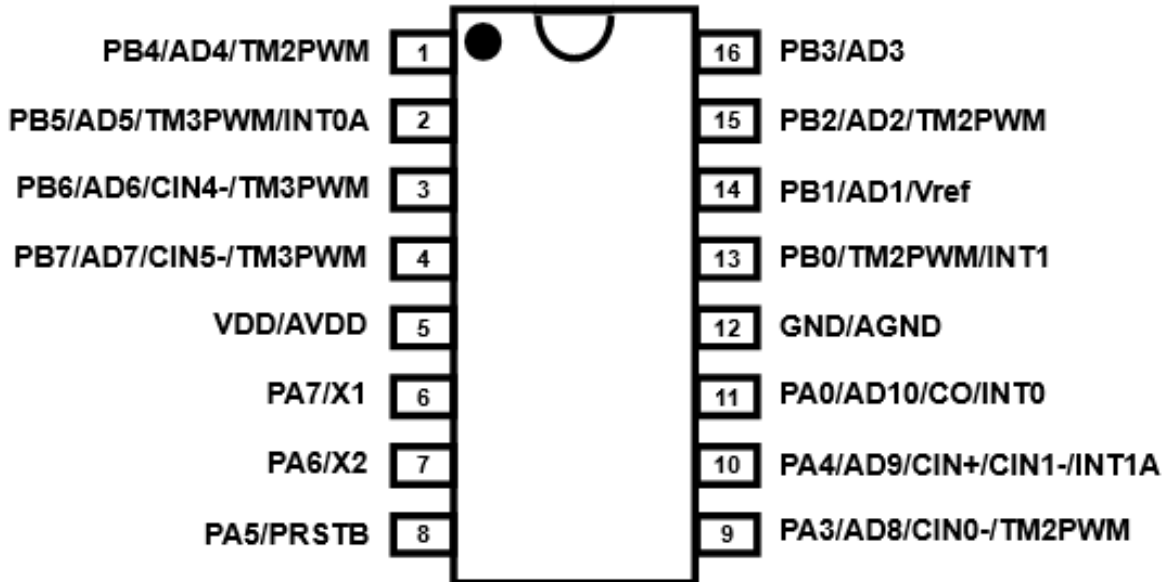 PB4/AD4/TM2PWM 1 16 PB3/AD3
PB5/AD5/TM3PWM/INT0A 2 15 PB2/AD2/TM2PWM
PB6/AD6/CIN4-/TM3PWM 3 14 PB1/AD1/Vref
PB7/AD7/CIN5-/TM3PWM 4 13 PB0/TM2PWM/INT1
VDD/AVDD 5 12 GND/AGND
PA7/X1 6 11 PA0/AD10/CO/INT0
PA6/X2 7 10 PA4/AD9/CIN+/CIN1-/INT1A
PA5/PRSTB 8 9 PA3/AD8/CIN0-/TM2PWM